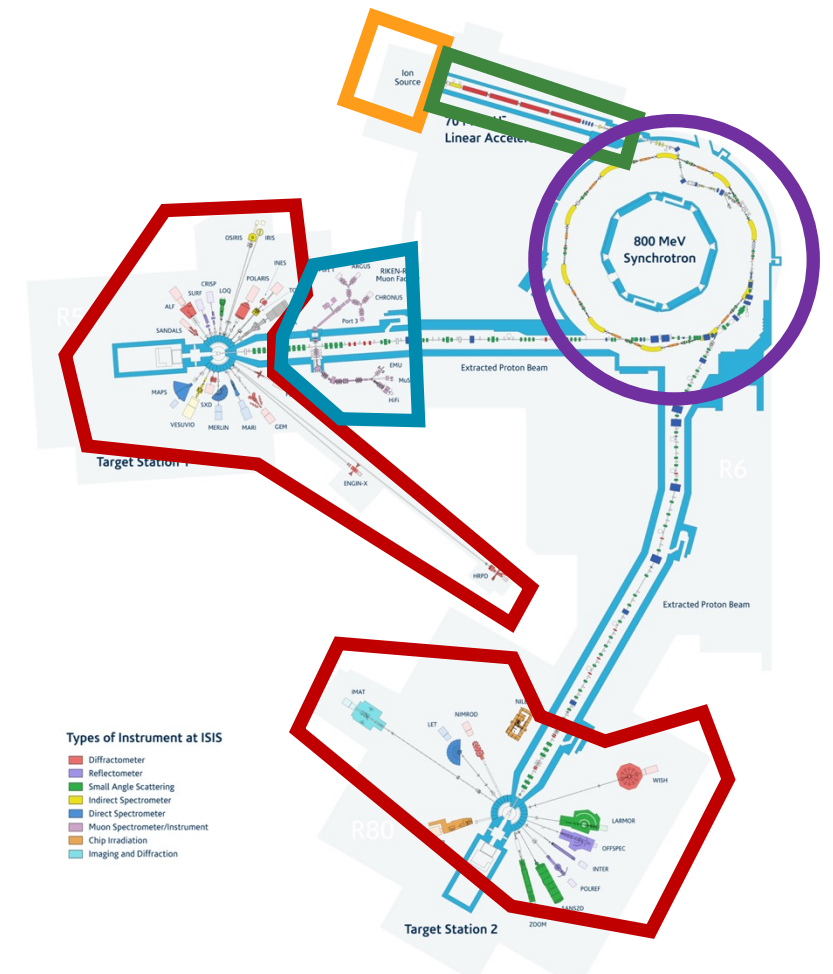 Ion
Source
Linear
800 MeV
Synchrotron
OSIRIS
IRIS
INES
POLARIS
LOQ
CRISP
SURF
ALF
SANDALS
ARGUS
RIKEN-R
Muon
CHRONUS
Port 3
EMU
HiFi
Extracted Proton Beam
MAPS
VESUVIO
SXD
MERLIN
MARI
GEM
Target Station
ENGIN-X
HRPD
R6
Extracted Proton Beam
IMAT
NIMROD
LET
WISH
LARMOR
OFFSPEC
INTER
POLREF
SANS2D
ZOOM
R80
Target Station 2
Types of Instrument at ISIS
Diffractometer
Reflectometer
Small Angle Scattering
Indirect Spectrometer
Direct Spectrometer
Muon Spectrometer/Instrument
Chip Irradiation
Imaging and Diffraction